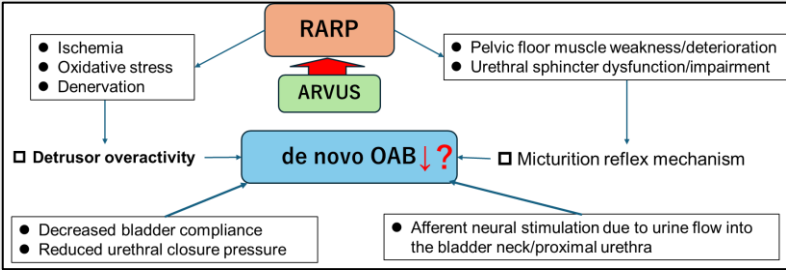 RARP
● Ischemia
● Oxidative stress
● Denervation
● Pelvic floor muscle weakness/deterioration
● Urethral sphincter dysfunction/impairment
ARVUS
□ Detrusor overactivity
de novo OAB↓?
□ Micturition reflex mechanism
● Decreased bladder compliance
● Reduced urethral closure pressure
● Afferent neural stimulation due to urine flow into
the bladder neck/proximal urethra